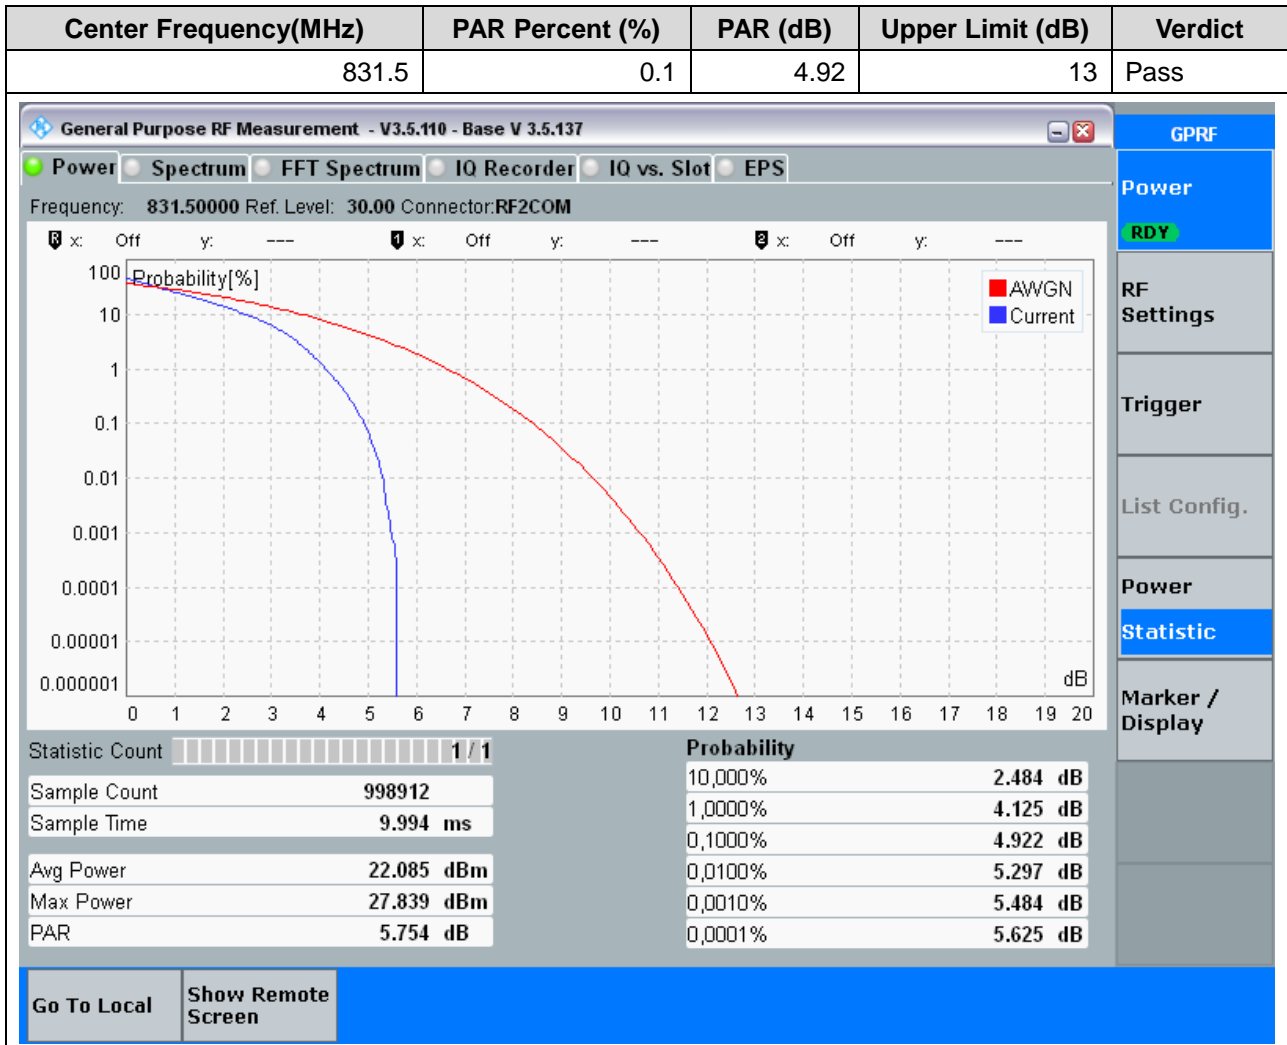 Center Frequency(MHz) PAR Percent (%) PAR (dB) Upper Limit (dB) Verdict
831.5 0.1 4.92 13 Pass
General Purpose RF Measurement - V3.5.110 - Base V 3.5.137
GPRF
Power Spectrum FFT Spectrum IQ Recorder IQ vs. Slot EPS
Frequency: 831.50000 Ref. Level: 30.00 Connector:RF2COM
R x: Off y: --- 1 x: Off y: --- 2 x: Off y: ---
Probability[%]
AWGN
Current
100
10
1
0.1
0.01
0.001
0.0001
0.00001
0.000001
dB
0 1 2 3 4 5 6 7 8 9 10 11 12 13 14 15 16 17 18 19 20
Statistic Count 1 / 1
Sample Count 998912
Sample Time 9.994 ms
Avg Power 22.085 dBm
Max Power 27.839 dBm
PAR 5.754 dB
Probability
10,000% 2.484 dB
1,0000% 4.125 dB
0,1000% 4.922 dB
0,0100% 5.297 dB
0,0010% 5.484 dB
0,0001% 5.625 dB
Power
RDY
RF
Settings
Trigger
List Config.
Power
Statistic
Marker /
Display
Go To Local
Show Remote
Screen